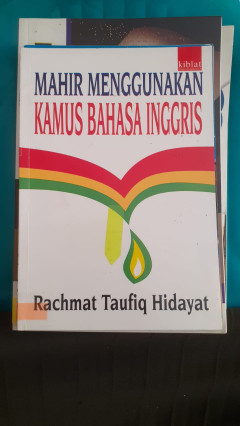 kiblat
MAHIR MENGGUNAKAN
KAMUS BAHASA INGGRIS
Rachmat Taufiq Hidayat